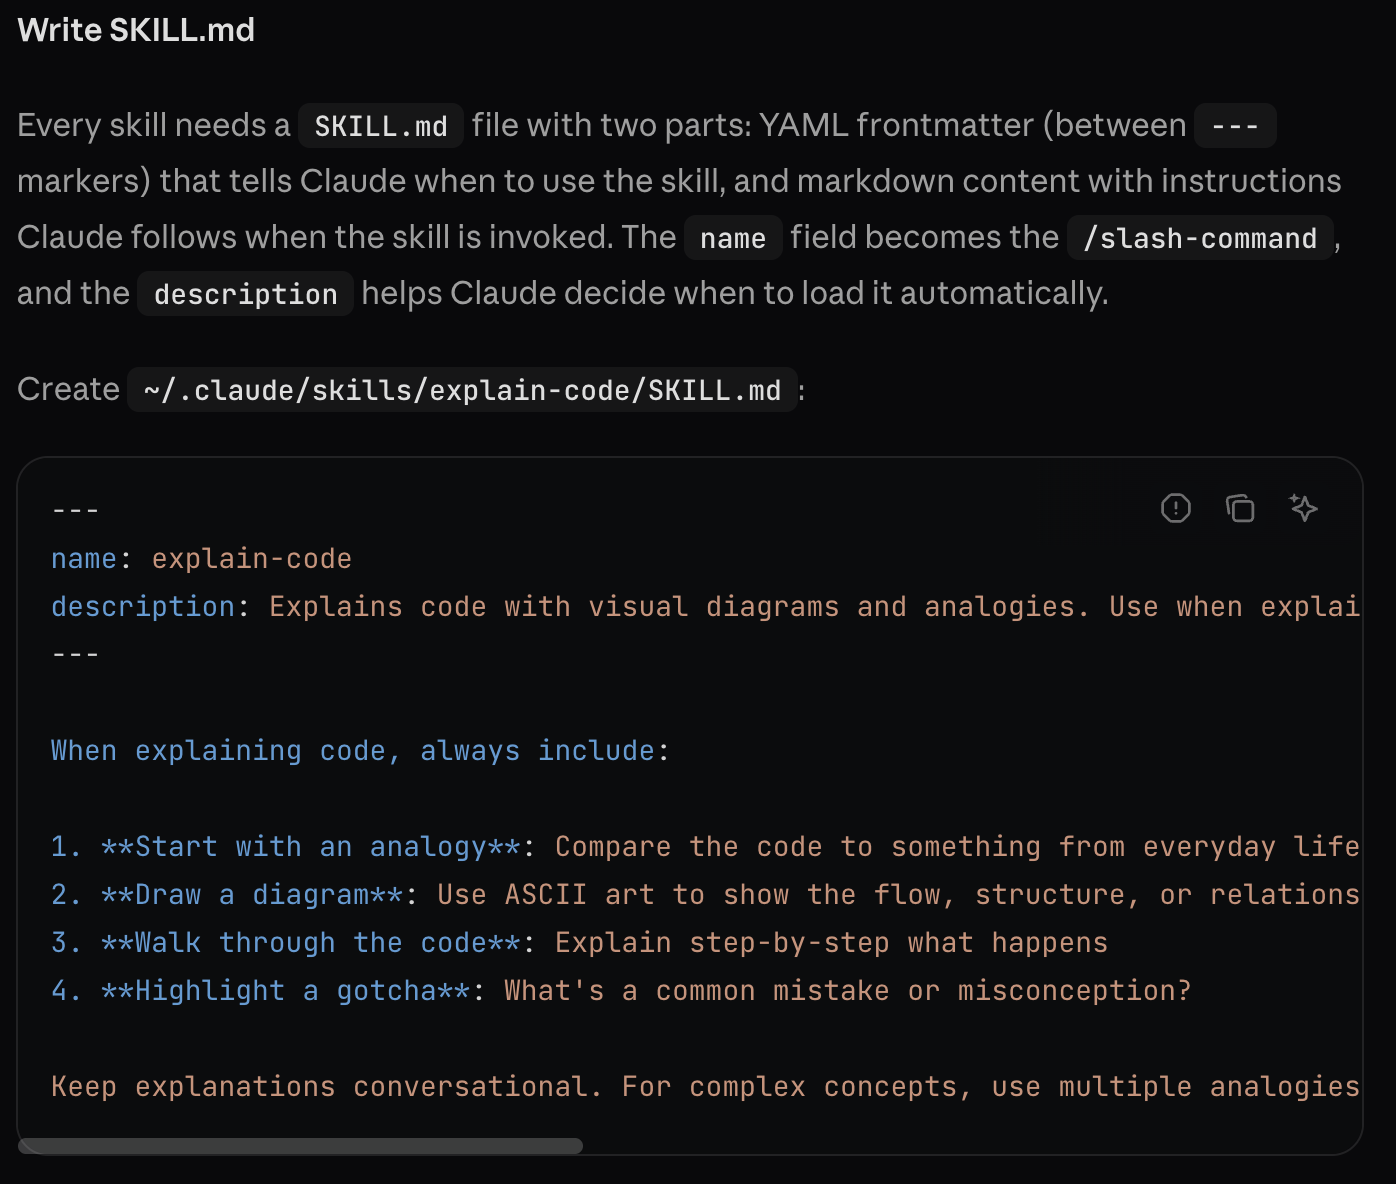 Write SKILL.md
Every skill needs a SKILL.md file with two parts: YAML frontmatter (between ---
markers) that tells Claude when to use the skill, and markdown content with instructions
Claude follows when the skill is invoked. The name field becomes the /slash-command,
and the description helps Claude decide when to load it automatically.
Create ~/.claude/skills/explain-code/SKILL.md:
---
name: explain-code
description: Explains code with visual diagrams and analogies. Use when explai
---
When explaining code, always include:
1. **Start with an analogy**: Compare the code to something from everyday life
2. **Draw a diagram**: Use ASCII art to show the flow, structure, or relations
3. **Walk through the code**: Explain step-by-step what happens
4. **Highlight a gotcha**: What's a common mistake or misconception?
Keep explanations conversational. For complex concepts, use multiple analogies